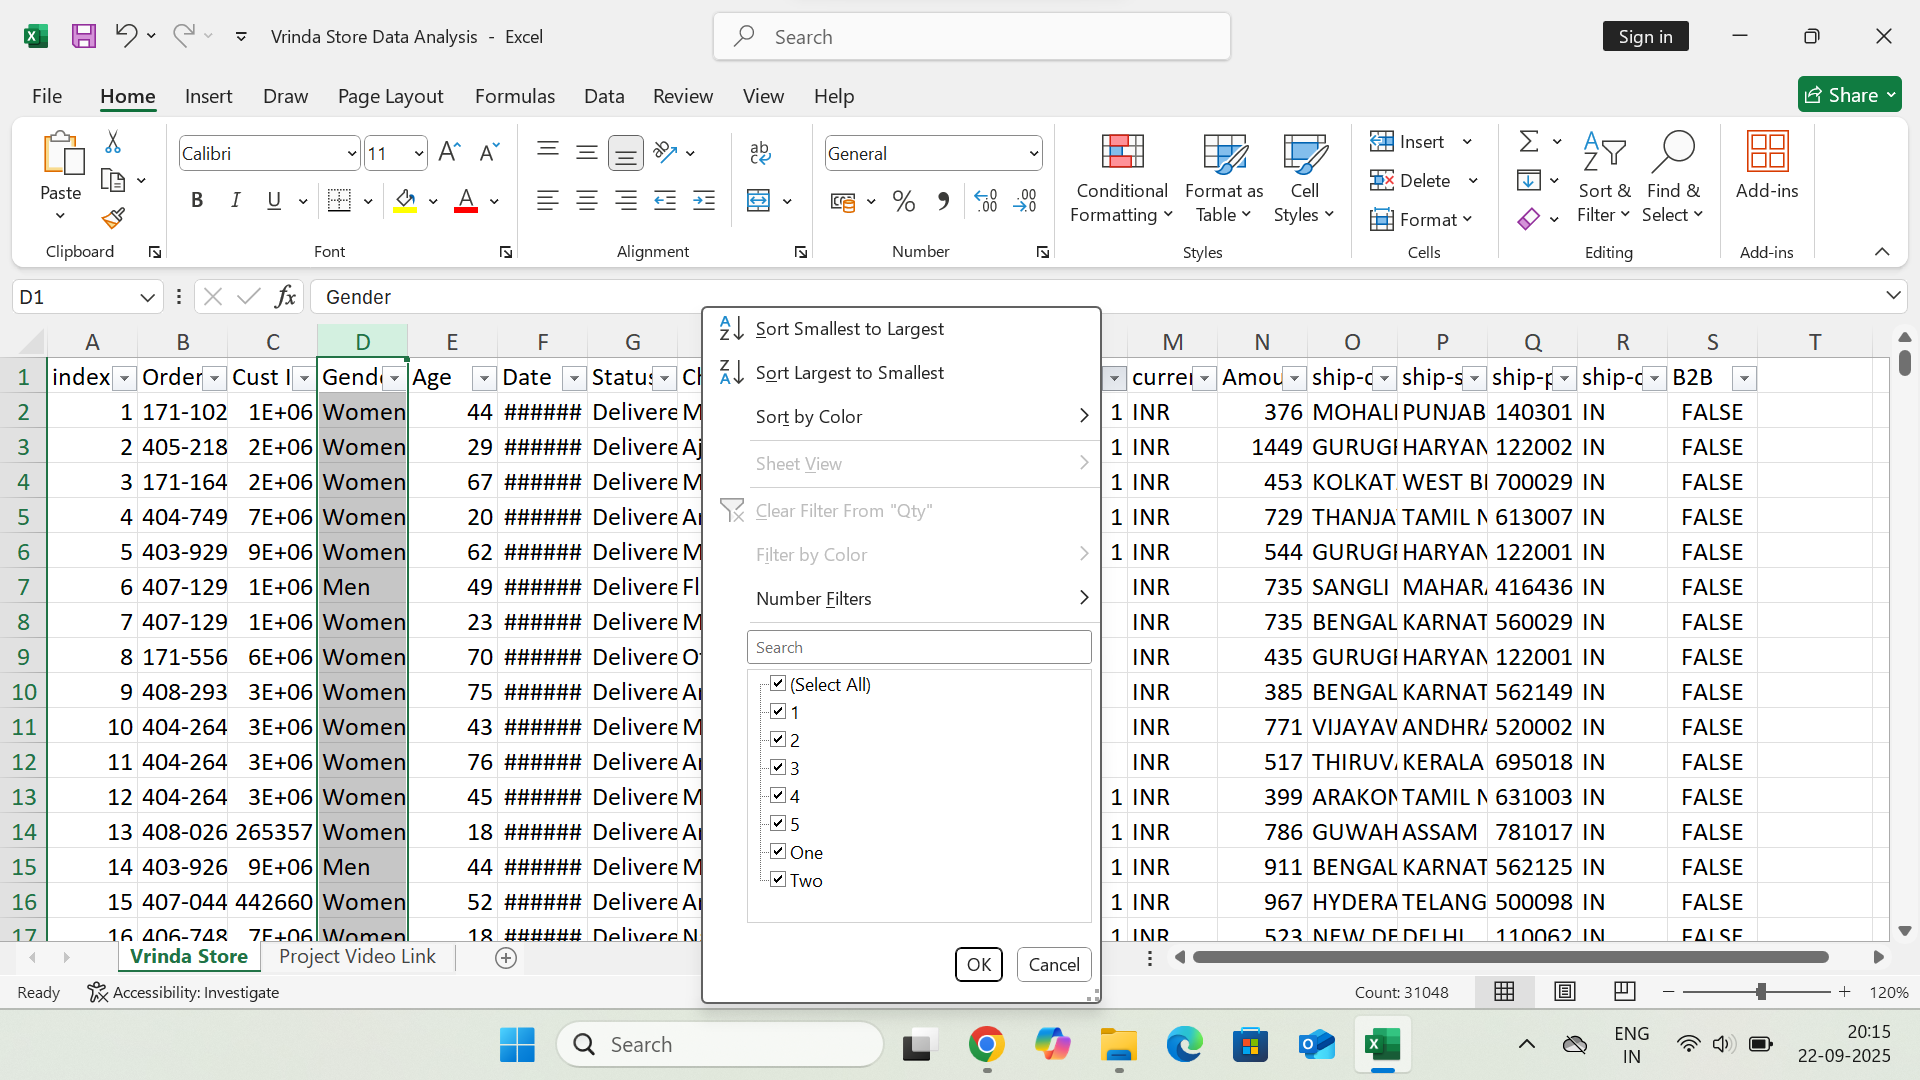 Vrinda Store Data Analysis - Excel
Search
Sign in
File Home Insert Draw Page Layout Formulas Data Review View Help
Share
Paste
Clipboard
Calibri 11
B I U
Font
ab
Alignment
General
Number
Conditional Formatting
Format as Table
Cell Styles
Styles
Insert
Delete
Format
Cells
Sort & Filter
Find & Select
Editing
Add-ins
Add-ins
D1 fx Gender
A B C D E F G M N O P Q R S T
1 index Order Cust I Gende Age Date Status Ch curren Amou ship-c ship-s ship-p ship-c B2B
2 1 171-102 1E+06 Women 44 ###### Delivere M 1 INR 376 MOHALI PUNJAB 140301 IN FALSE
3 2 405-218 2E+06 Women 29 ###### Delivere Aj 1 INR 1449 GURUGR HARYAN 122002 IN FALSE
4 3 171-164 2E+06 Women 67 ###### Delivere M 1 INR 453 KOLKAT WEST BE 700029 IN FALSE
5 4 404-749 7E+06 Women 20 ###### Delivere A 1 INR 729 THANJA TAMIL N 613007 IN FALSE
6 5 403-929 9E+06 Women 62 ###### Delivere M 1 INR 544 GURUGR HARYAN 122001 IN FALSE
7 6 407-129 1E+06 Men 49 ###### Delivere Fl INR 735 SANGLI MAHARA 416436 IN FALSE
8 7 407-129 1E+06 Women 23 ###### Delivere M INR 735 BENGAL KARNAT 560029 IN FALSE
9 8 171-556 6E+06 Women 70 ###### Delivere Ot INR 435 GURUGR HARYAN 122001 IN FALSE
10 9 408-293 3E+06 Women 75 ###### Delivere A INR 385 BENGAL KARNAT 562149 IN FALSE
11 10 404-264 3E+06 Women 43 ###### Delivere M INR 771 VIJAYAV ANDHRA 520002 IN FALSE
12 11 404-264 3E+06 Women 76 ###### Delivere A INR 517 THIRUVA KERALA 695018 IN FALSE
13 12 404-264 3E+06 Women 45 ###### Delivere M 1 INR 399 ARAKON TAMIL N 631003 IN FALSE
14 13 408-026 265357 Women 18 ###### Delivere A 1 INR 786 GUWAH ASSAM 781017 IN FALSE
15 14 403-926 9E+06 Men 44 ###### Delivere M 1 INR 911 BENGAL KARNAT 562125 IN FALSE
16 15 407-044 442660 Women 52 ###### Delivere A 1 INR 967 HYDERA TELANG 500098 IN FALSE
17 16 406-748 7E+06 Women 18 ###### Delivere N 1 INR 523 NEW DE DELHI 110062 IN FALSE
Sort Smallest to Largest
Sort Largest to Smallest
Sort by Color
Sheet View
Clear Filter From "Qty"
Filter by Color
Number Filters
Search
(Select All)
1
2
3
4
5
One
Two
OK Cancel
Vrinda Store Project Video Link
Ready Accessibility: Investigate Count: 31048 120%
Search
ENG
IN
20:15
22-09-2025